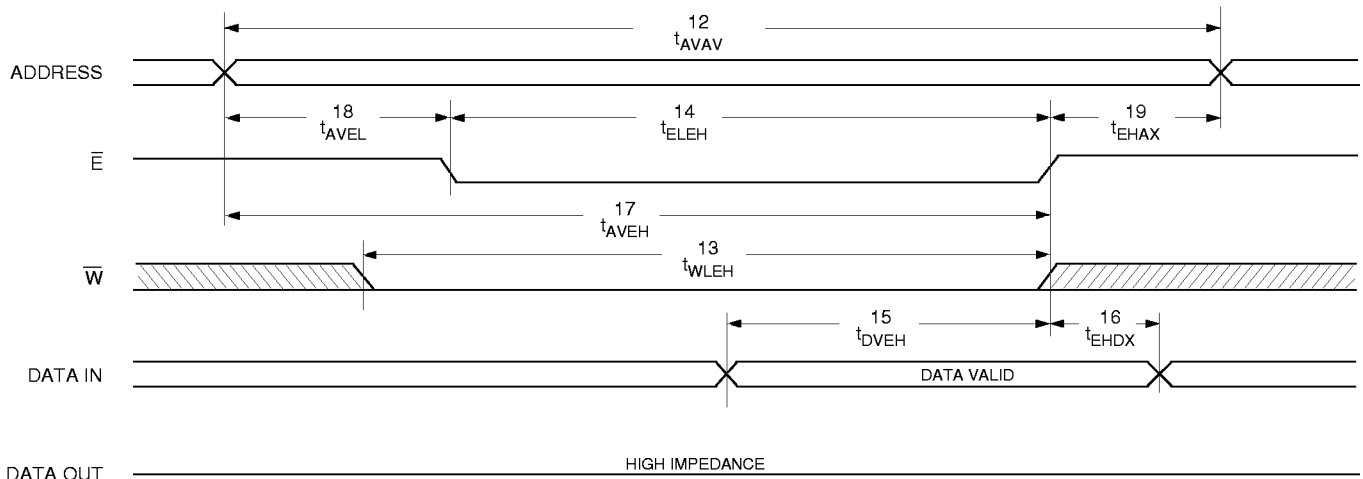 12
tAVAV
ADDRESS
18
tAVEL
14
tELEH
19
tEHAX
E̅
17
tAVEH
13
tWLEH
W̅
15
tDVEH
16
tEHDX
DATA IN
DATA VALID
HIGH IMPEDANCE
DATA OUT